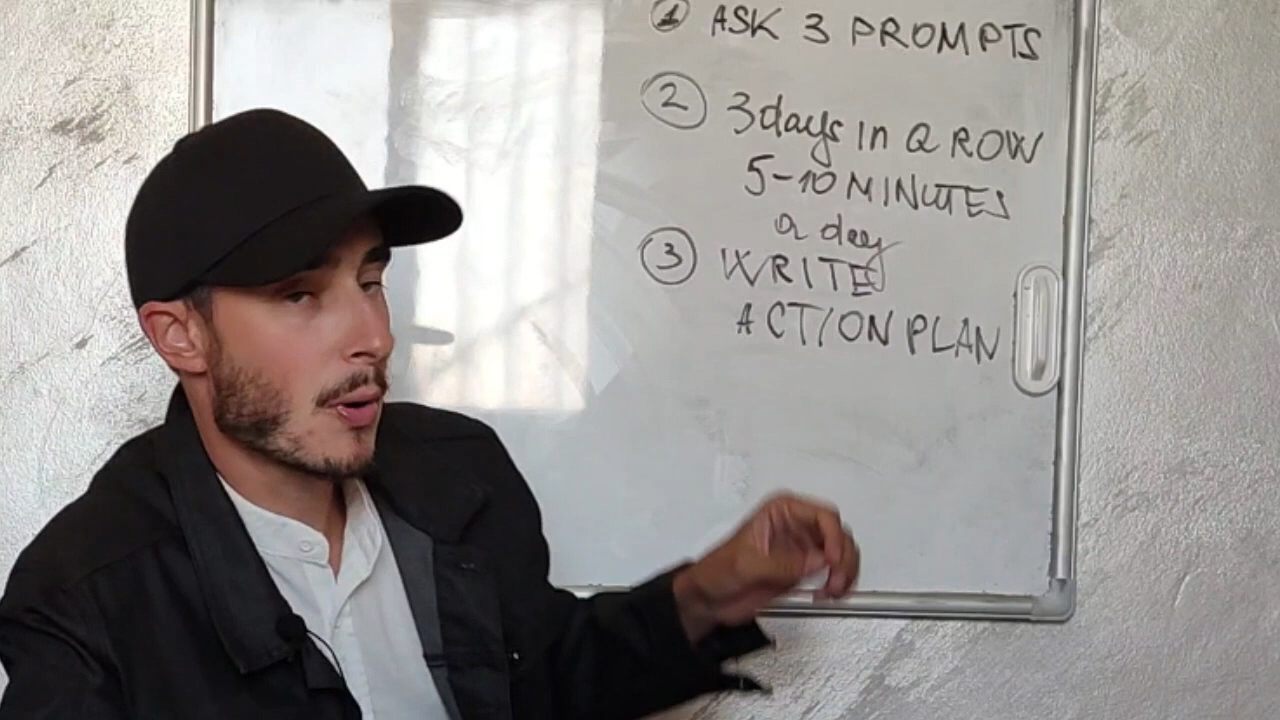 1 ASK 3 PROMPTS
2 3 days in a ROW
5-10 MINUTES
a day
3 WRITE
ACTION PLAN